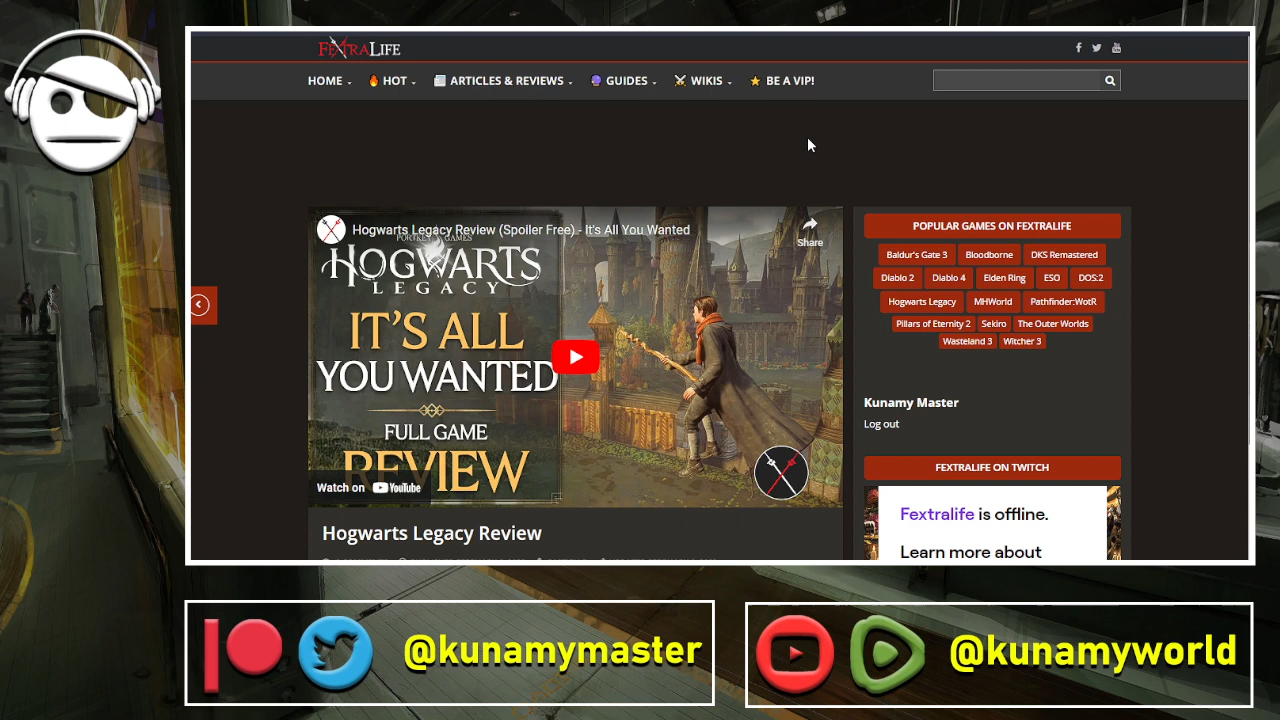 FEXTRALIFE
HOME HOT ARTICLES & REVIEWS GUIDES WIKIS BE A VIP!
Hogwarts Legacy Review (Spoiler Free) - It's All You Wanted
Share
PORTKEY GAMES
HOGWARTS
LEGACY
IT'S ALL
YOU WANTED
FULL GAME
REVIEW
Watch on YouTube
Hogwarts Legacy Review
POPULAR GAMES ON FEXTRALIFE
Baldur's Gate 3 Bloodborne DKS Remastered
Diablo 2 Diablo 4 Elden Ring ESO DOS:2
Hogwarts Legacy MHWorld Pathfinder:WotR
Pillars of Eternity 2 Sekiro The Outer Worlds
Wasteland 3 Witcher 3
Kunamy Master
Log out
FEXTRALIFE ON TWITCH
Fextralife is offline.
Learn more about
@kunamymaster
@kunamyworld